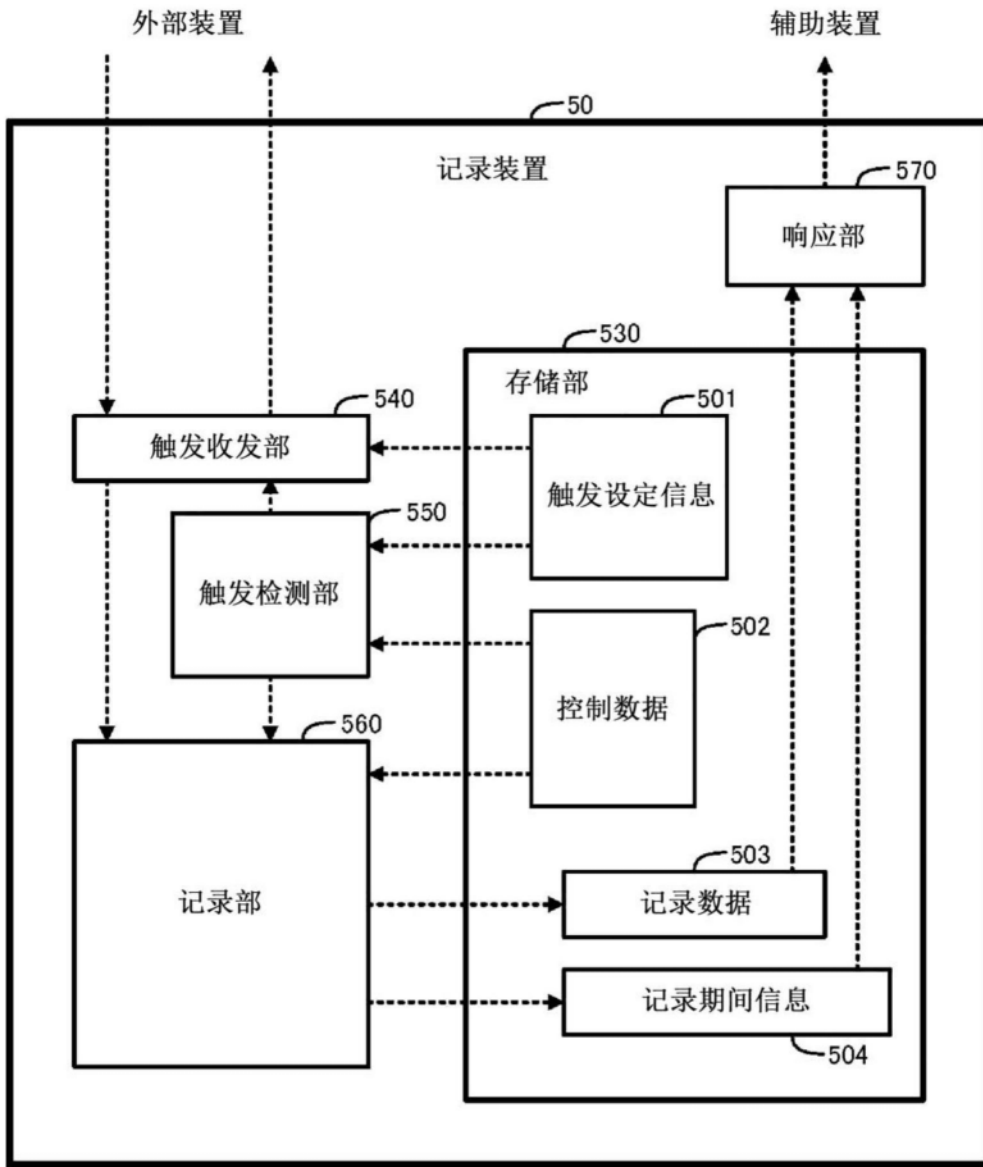 外部装置
辅助装置
50
记录装置
570
响应部
530
存储部
540
501
触发收发部
触发设定信息
550
触发检测部
502
控制数据
560
记录部
503
记录数据
记录期间信息
504